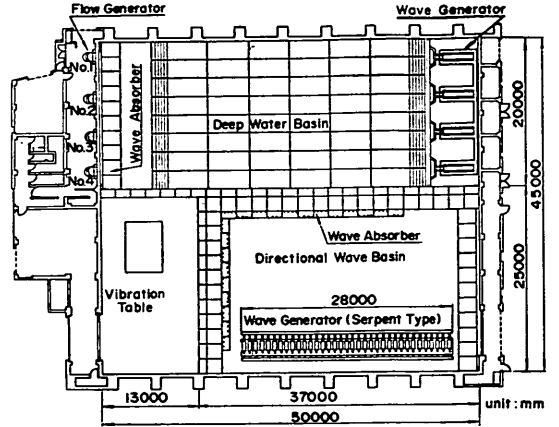 Flow Generator
Wave Generator
No.1
No.2
No.3
No.4
Wave Absorber
Deep Water Basin
20000
45000
25000
Wave Absorber
Directional Wave Basin
Vibration
Table
28000
Wave Generator (Serpent Type)
13000
37000
unit : mm
50000